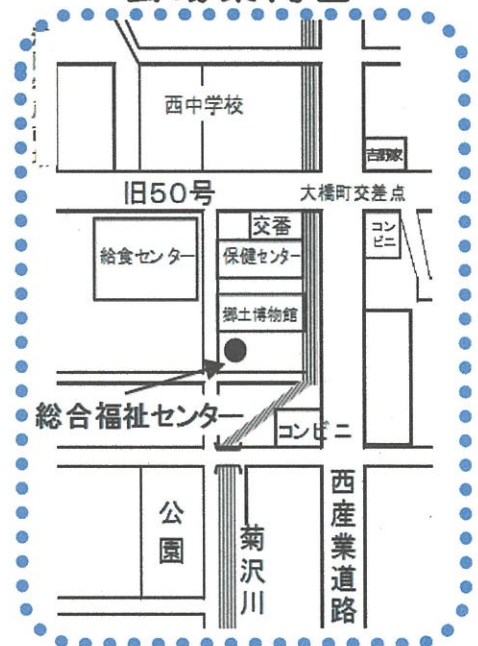 西中学校
吉野家
旧50号
大橋町交差点
交番
コンビニ
給食センター
保健センター
郷土博物館
総合福祉センター
コンビニ
公園
菊沢川
西産業道路